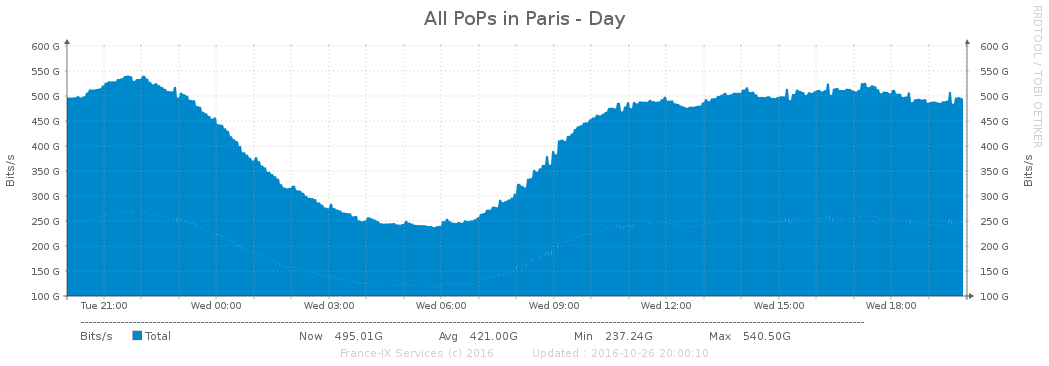 All PoPs in Paris - Day
RRDTOOL / TOBI OETIKER
Bits/s
600 G
550 G
500 G
450 G
400 G
350 G
300 G
250 G
200 G
150 G
100 G
600 G
550 G
500 G
450 G
400 G
350 G
300 G
250 G
200 G
150 G
100 G
Bits/s
Tue 21:00 Wed 00:00 Wed 03:00 Wed 06:00 Wed 09:00 Wed 12:00 Wed 15:00 Wed 18:00
Bits/s Total Now 495.01G Avg 421.00G Min 237.24G Max 540.50G
France-IX Services (c) 2016 Updated : 2016-10-26 20:00:10